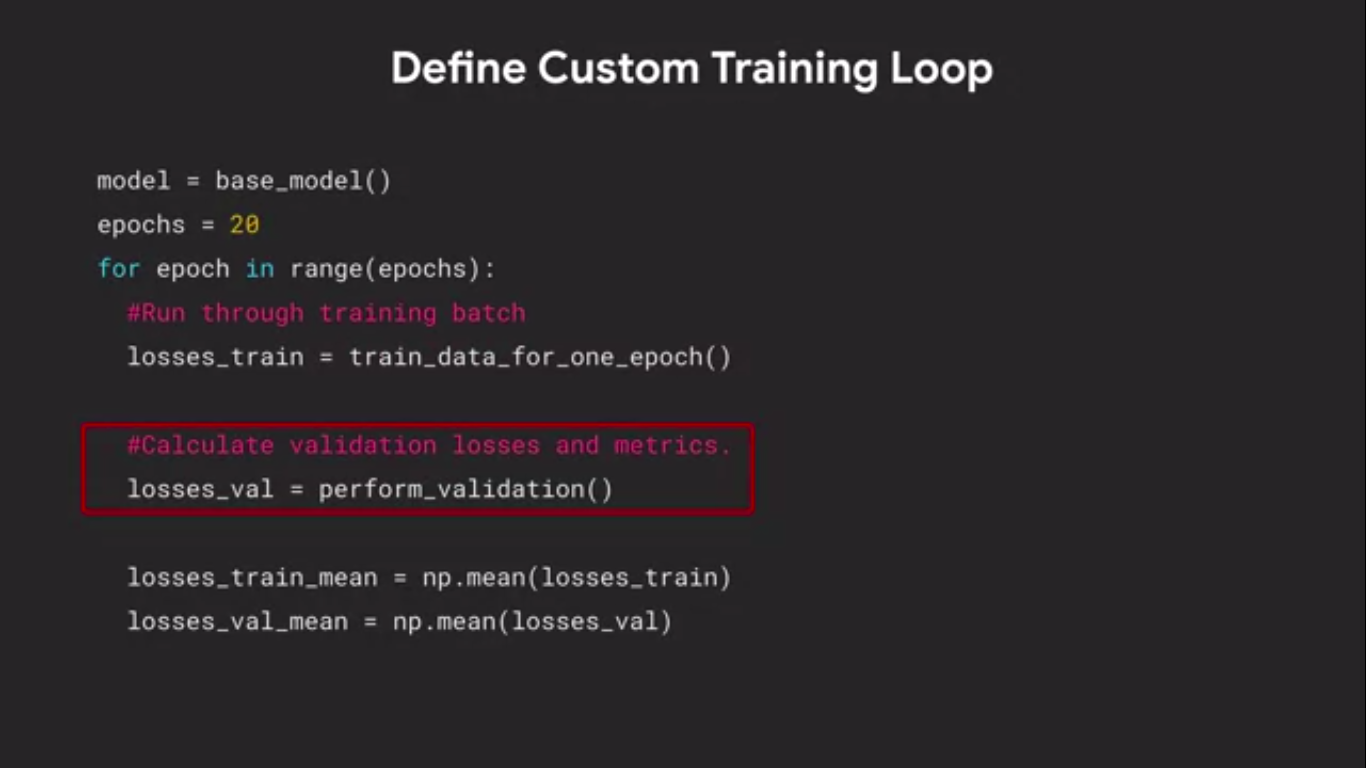 Define Custom Training Loop
model = base_model()
epochs = 20
for epoch in range(epochs):
#Run through training batch
losses_train = train_data_for_one_epoch()
#Calculate validation losses and metrics.
losses_val = perform_validation()
losses_train_mean = np.mean(losses_train)
losses_val_mean = np.mean(losses_val)